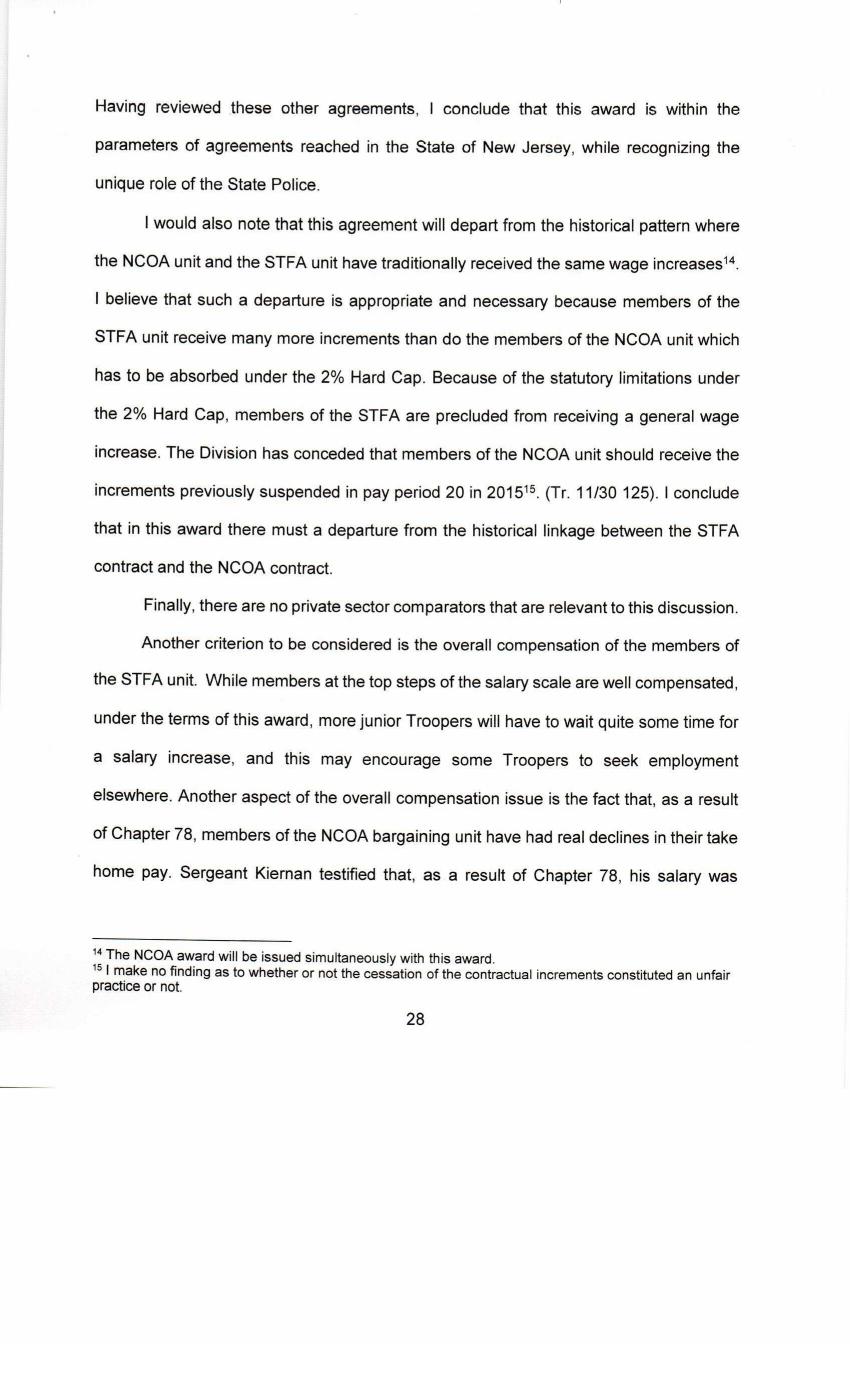 Having reviewed these other agreements, I conclude that this award is within the
parameters of agreements reached in the State of New Jersey, while recognizing the
unique role of the State Police.
I would also note that this agreement will depart from the historical pattern where
the NCOA unit and the STFA unit have traditionally received the same wage increases¹⁴.
I believe that such a departure is appropriate and necessary because members of the
STFA unit receive many more increments than do the members of the NCOA unit which
has to be absorbed under the 2% Hard Cap. Because of the statutory limitations under
the 2% Hard Cap, members of the STFA are precluded from receiving a general wage
increase. The Division has conceded that members of the NCOA unit should receive the
increments previously suspended in pay period 20 in 2015¹⁵. (Tr. 11/30 125). I conclude
that in this award there must a departure from the historical linkage between the STFA
contract and the NCOA contract.
Finally, there are no private sector comparators that are relevant to this discussion.
Another criterion to be considered is the overall compensation of the members of
the STFA unit. While members at the top steps of the salary scale are well compensated,
under the terms of this award, more junior Troopers will have to wait quite some time for
a salary increase, and this may encourage some Troopers to seek employment
elsewhere. Another aspect of the overall compensation issue is the fact that, as a result
of Chapter 78, members of the NCOA bargaining unit have had real declines in their take
home pay. Sergeant Kiernan testified that, as a result of Chapter 78, his salary was
¹⁴ The NCOA award will be issued simultaneously with this award.
¹⁵ I make no finding as to whether or not the cessation of the contractual increments constituted an unfair
practice or not.
28